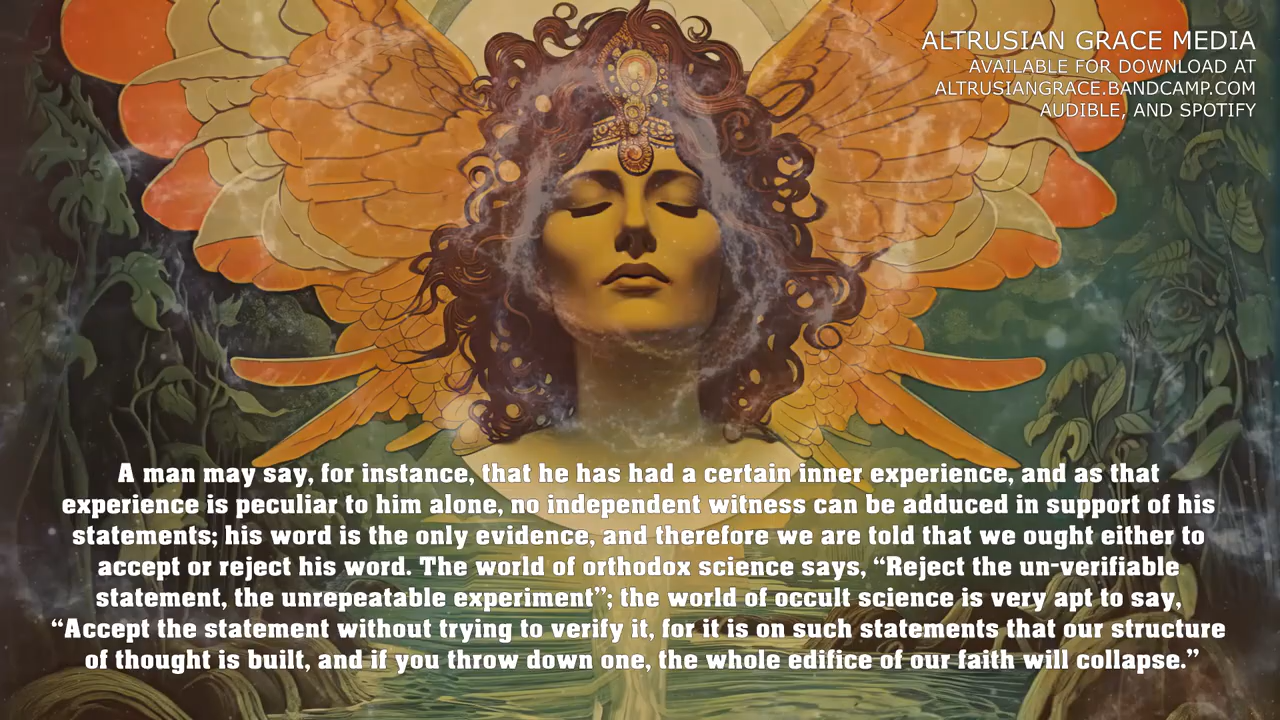 ALTRUSIAN GRACE MEDIA
AVAILABLE FOR DOWNLOAD AT
ALTRUSIANGRACE.BANDCAMP.COM
AUDIBLE, AND SPOTIFY
A man may say, for instance, that he has had a certain inner experience, and as that
experience is peculiar to him alone, no independent witness can be adduced in support of his
statements; his word is the only evidence, and therefore we are told that we ought either to
accept or reject his word. The world of orthodox science says, “Reject the un-verifiable
statement, the unrepeatable experiment”; the world of occult science is very apt to say,
“Accept the statement without trying to verify it, for it is on such statements that our structure
of thought is built, and if you throw down one, the whole edifice of our faith will collapse.”